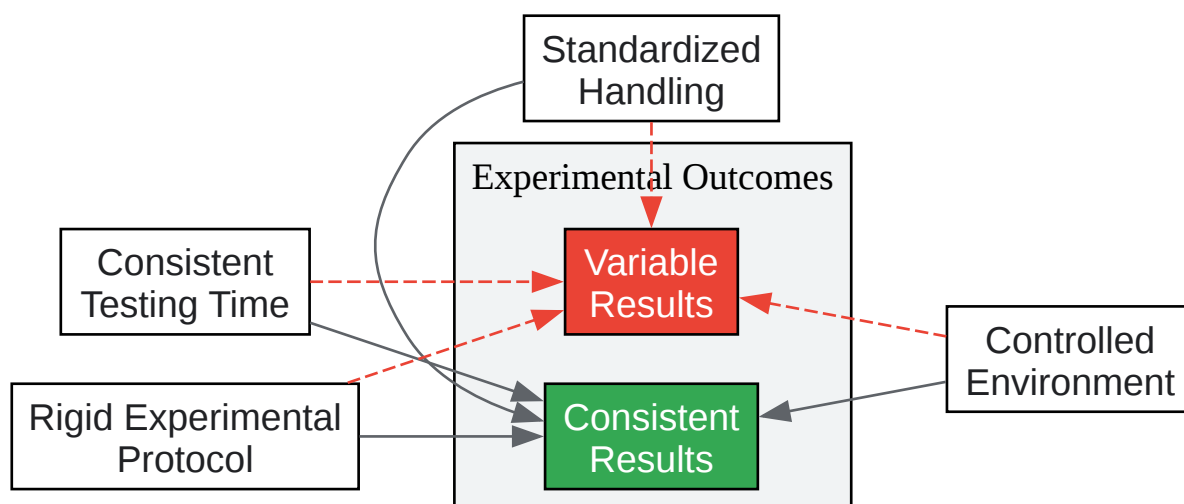 Standardized
Handling
Experimental Outcomes
Variable
Results
Consistent
Testing Time
Controlled
Environment
Rigid Experimental
Protocol
Consistent
Results